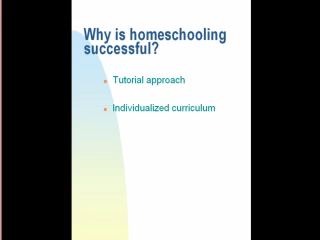 Why is homeschooling
successful?
Tutorial approach
Individualized curriculum